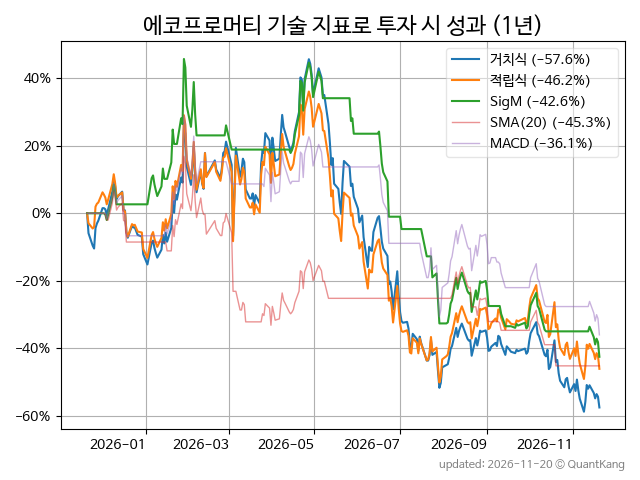 에코프로머티 기술 지표로 투자 시 성과 (1년)
거치식 (−57.6%)
적립식 (−46.2%)
SigM (−42.6%)
SMA(20) (−45.3%)
MACD (−36.1%)
40%
20%
0%
−20%
−40%
−60%
2026-01
2026-03
2026-05
2026-07
2026-09
2026-11
updated: 2026-11-20 © QuantKang